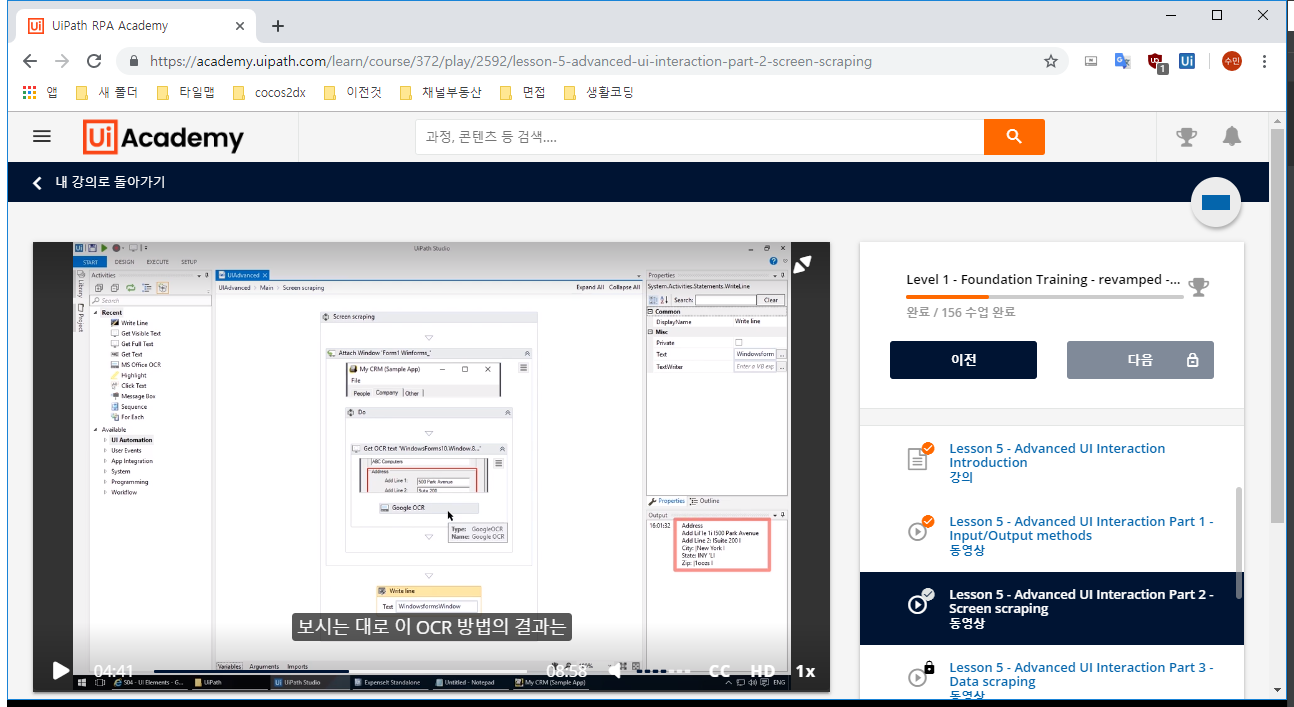 UiPath RPA Academy
https://academy.uipath.com/learn/course/372/play/2592/lesson-5-advanced-ui-interaction-part-2-screen-scraping
1
Ui
수민
앱 새 폴더 타일맵 cocos2dx 이전것 채널부동산 면접 생활코딩
Ui Academy
과정, 콘텐츠 등 검색....
내 강의로 돌아가기
UiPath Studio
START DESIGN EXECUTE SETUP
Activities
Library
Project
Search
Recent
Write Line
Get Visible Text
Get Full Text
Get Text
MS Office OCR
Highlight
Click Text
Message Box
Sequence
For Each
Available
UI Automation
User Events
App Integration
System
Programming
Workflow
UIAdvanced
UIAdvanced > Main > Screen scraping
Expand All Collapse All
Screen scraping
Attach Window 'Form1 Winforms_'
My CRM (Sample App)
File
People Company Other
Do
Get OCR text 'WindowsForms10.Window.8...'
ABC Computers
Address
Add Line 1: 500 Park Avenue
Add Line 2: Suite 200
Google OCR
Type: GoogleOCR
Name: Google OCR
Write line
Text WindowsformsWindow
Variables Arguments Imports
Properties
System.Activities.Statements.WriteLine
Search: Clear
Common
DisplayName Write line
Misc
Private
Text Windowsform ...
TextWriter Enter a VB exp ...
Properties Outline
Output
16:01:32
Address
Add Lil'le 1i I500 Park Avenue
Add Line 2: ISuite 200 I
City: |New York I
State: INY 'LI
Zip: |1oozs I
보시는 대로 이 OCR 방법의 결과는
04:41 08:58 CC HD 1x
S04 - UI Elements - G... UiPath UiPath Studio ExpenseIt Standalone Untitled - Notepad My CRM (Sample App) ENG
Level 1 - Foundation Training - revamped -...
완료 / 156 수업 완료
이전
다음
Lesson 5 - Advanced UI Interaction
Introduction
강의
Lesson 5 - Advanced UI Interaction Part 1 -
Input/Output methods
동영상
Lesson 5 - Advanced UI Interaction Part 2 -
Screen scraping
동영상
Lesson 5 - Advanced UI Interaction Part 3 -
Data scraping
동영상